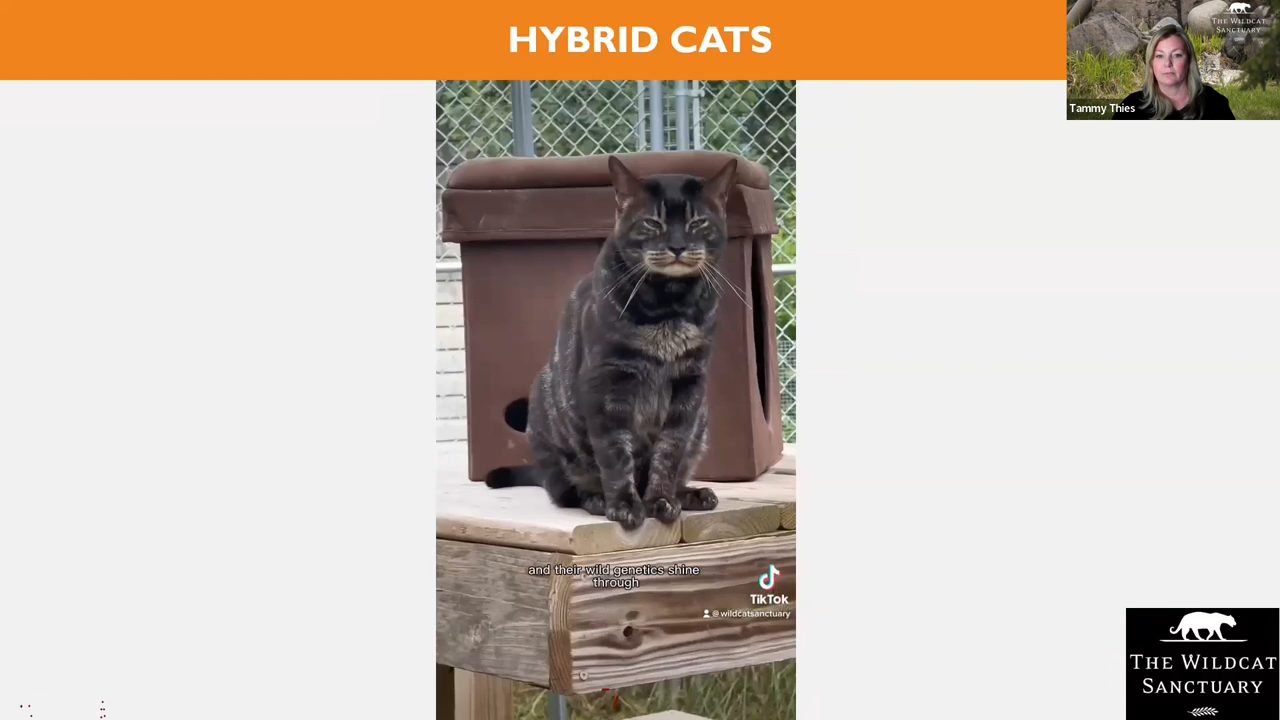 HYBRID CATS
THE WILDCAT
SANCTUARY
Tammy Thies
and their wild genetics shine
through
TikTok
@wildcatsanctuary
THE WILDCAT
SANCTUARY